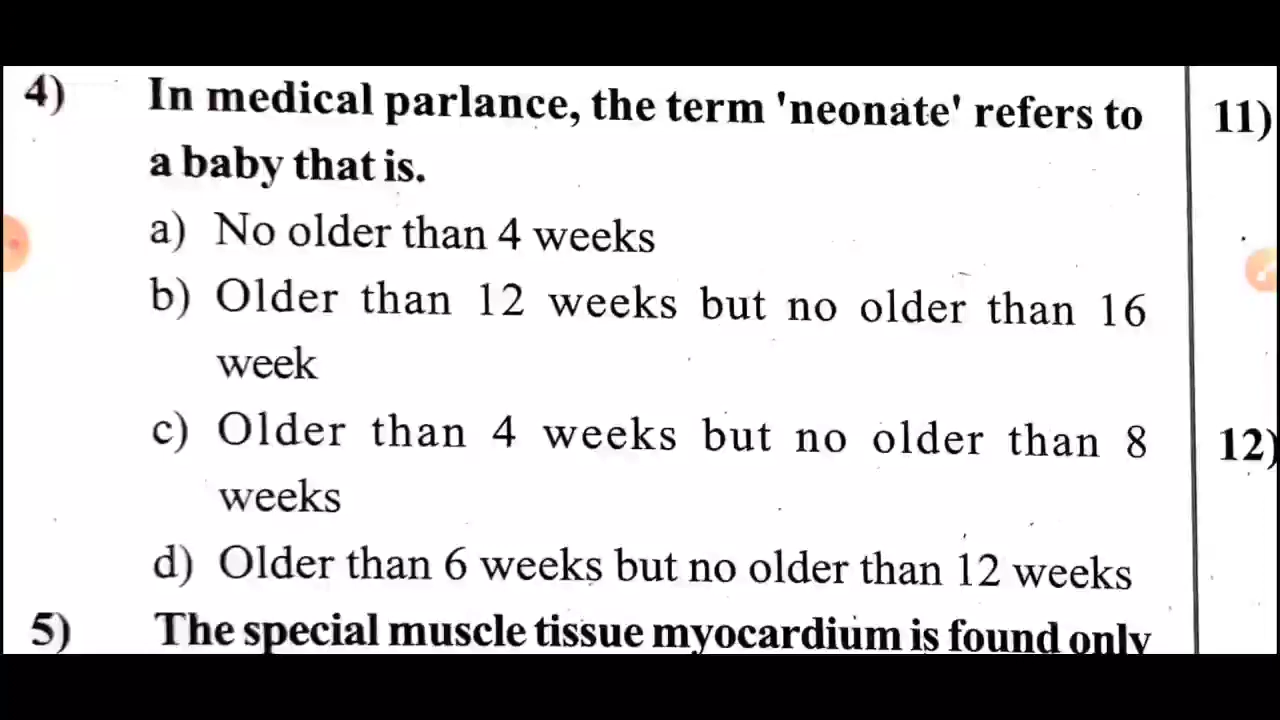 4) In medical parlance, the term 'neonate' refers to
a baby that is.
a) No older than 4 weeks
b) Older than 12 weeks but no older than 16
week
c) Older than 4 weeks but no older than 8
weeks
d) Older than 6 weeks but no older than 12 weeks
5) The special muscle tissue myocardium is found only
11)
12)